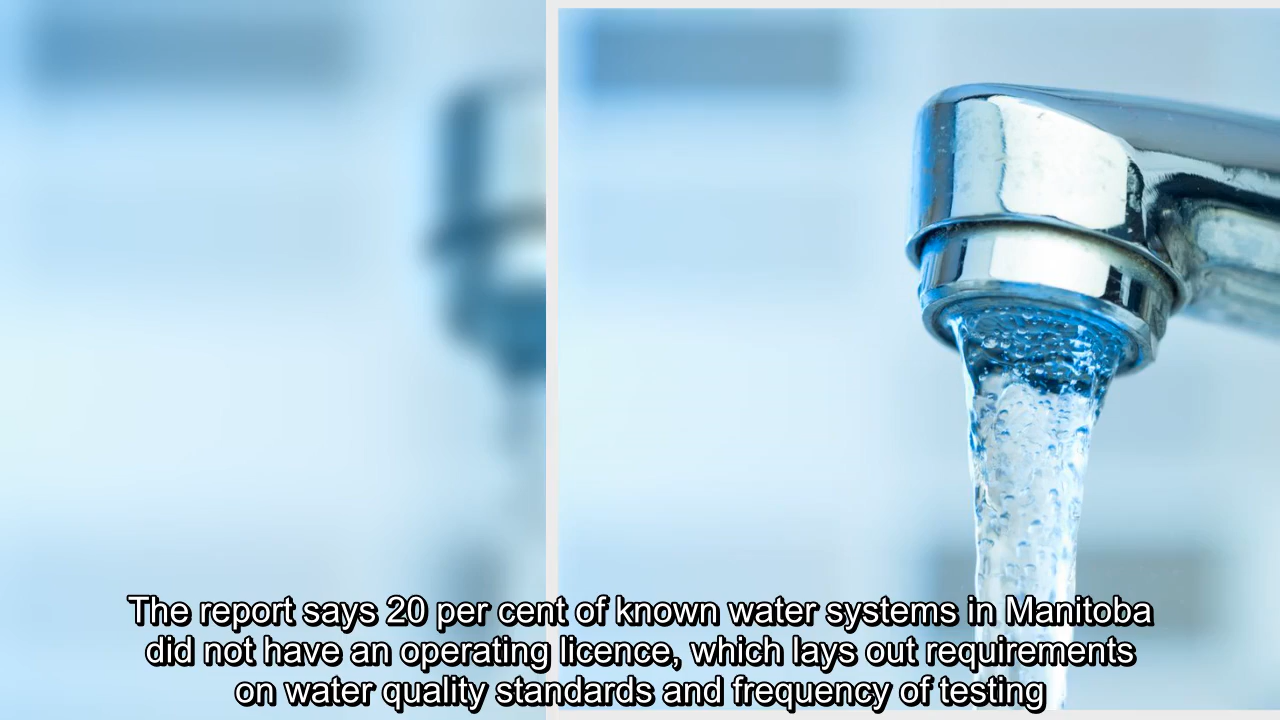 The report says 20 per cent of known water systems in Manitoba
did not have an operating licence, which lays out requirements
on water quality standards and frequency of testing